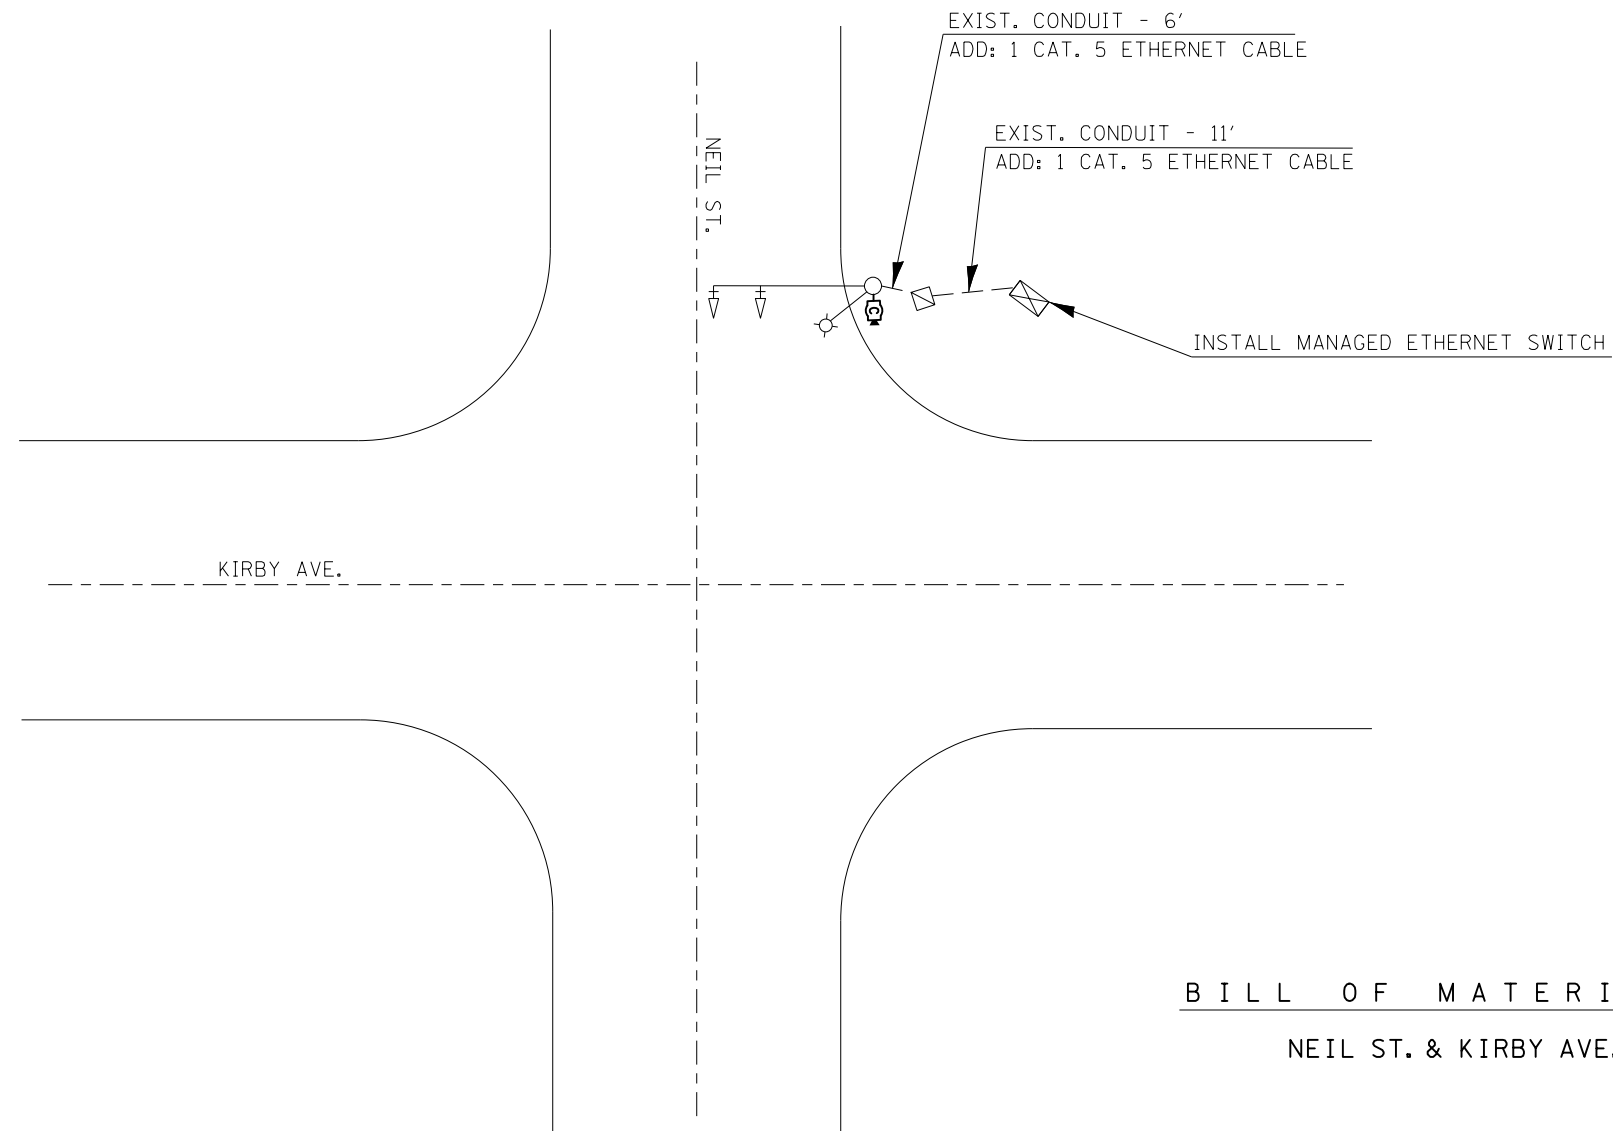 EXIST. CONDUIT - 6'
ADD: 1 CAT. 5 ETHERNET CABLE
EXIST. CONDUIT - 11'
ADD: 1 CAT. 5 ETHERNET CABLE
NEIL ST.
C
INSTALL MANAGED ETHERNET SWITCH
KIRBY AVE.
BILL OF MATERI
NEIL ST. & KIRBY AVE.